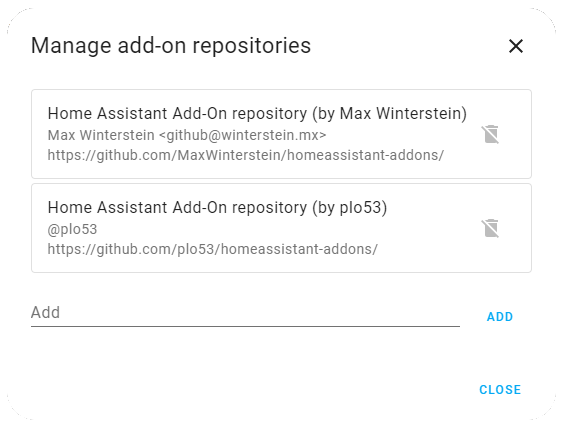 Manage add-on repositories
Home Assistant Add-On repository (by Max Winterstein)
Max Winterstein <github@winterstein.mx>
https://github.com/MaxWinterstein/homeassistant-addons/
Home Assistant Add-On repository (by plo53)
@plo53
https://github.com/plo53/homeassistant-addons/
Add
ADD
CLOSE